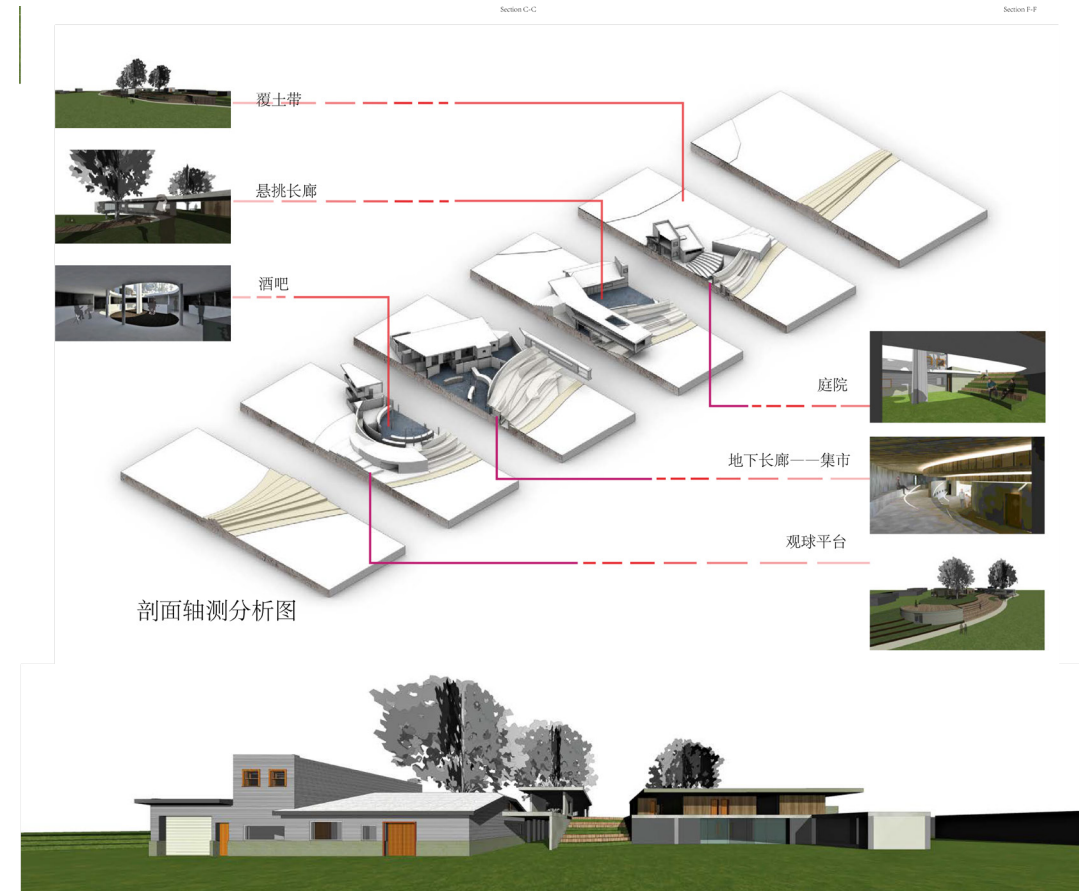 Section C-C
Section F-F
覆土带
悬挑长廊
酒吧
庭院
地下长廊——集市
观球平台
剖面轴测分析图